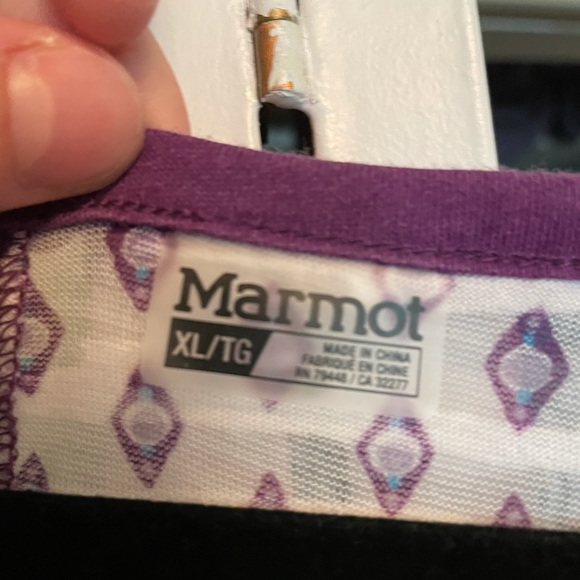 Marmot
XL/TG
MADE IN CHINA
FABRIQUÉ EN CHINE
RN 79448 / CA 32277